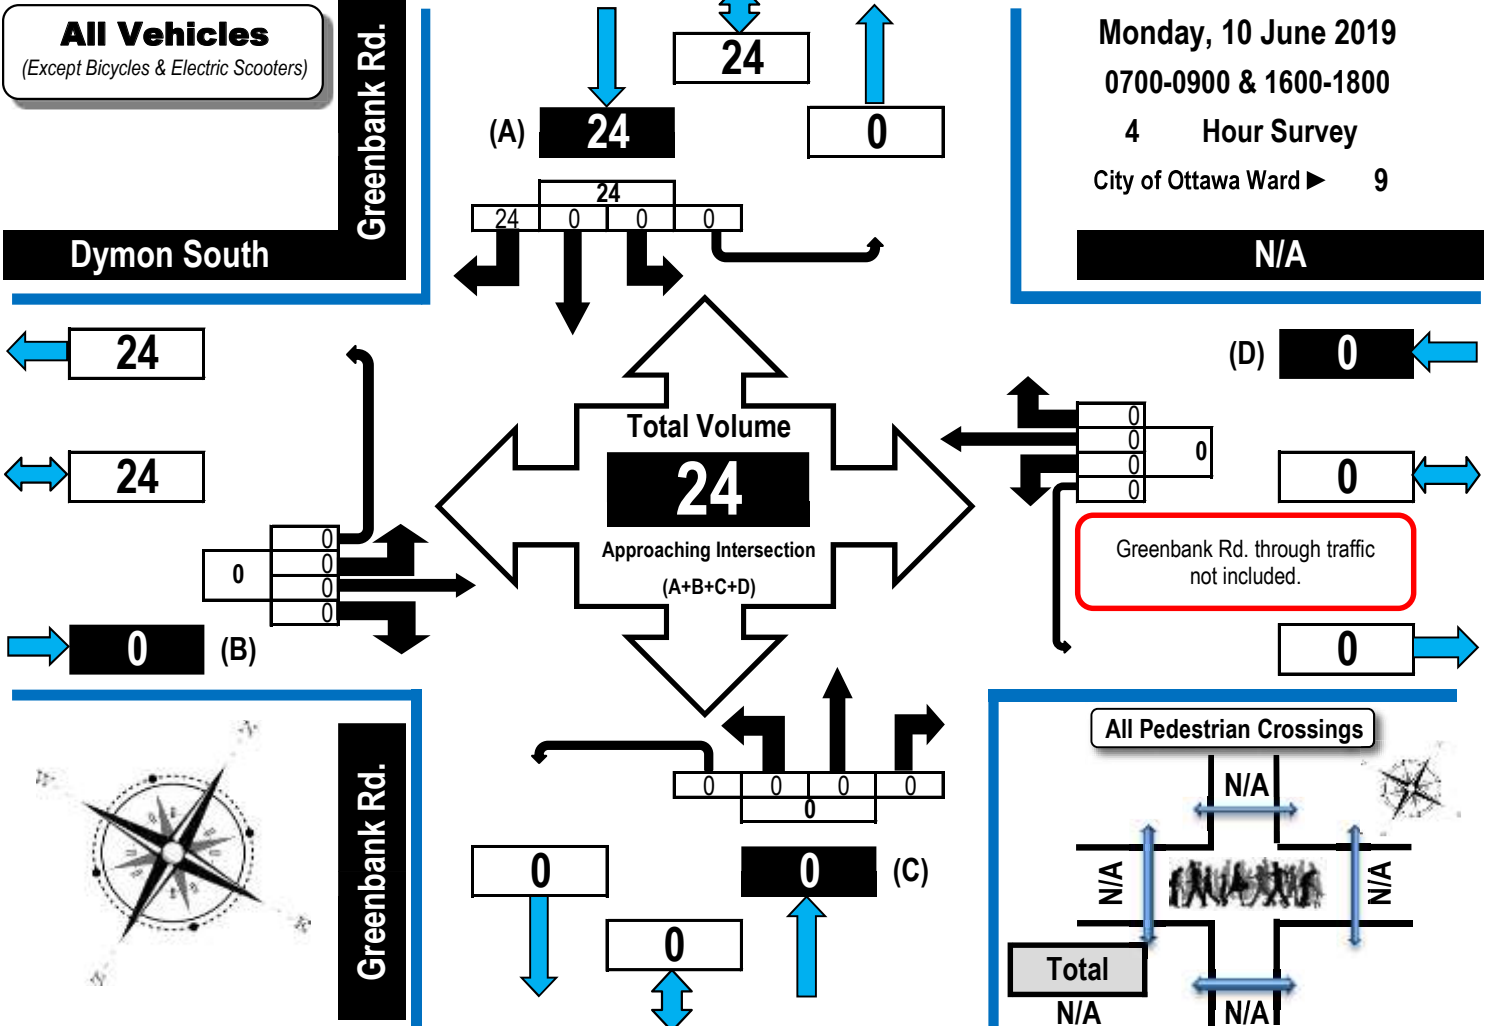 All Vehicles
(Except Bicycles & Electric Scooters)
Greenbank Rd.
Dymon South
24
(A) 24
0
24
24 0 0 0
Monday, 10 June 2019
0700-0900 & 1600-1800
4 Hour Survey
City of Ottawa Ward ► 9
N/A
24
24
0
0
0
0
0
0 (B)
Total Volume
24
Approaching Intersection
(A+B+C+D)
(D) 0
0
0
0
0
0
0
Greenbank Rd. through traffic
not included.
0
Greenbank Rd.
0 0 0 0
0
0
0 (C)
0
All Pedestrian Crossings
N/A
N/A
N/A
Total
N/A
N/A